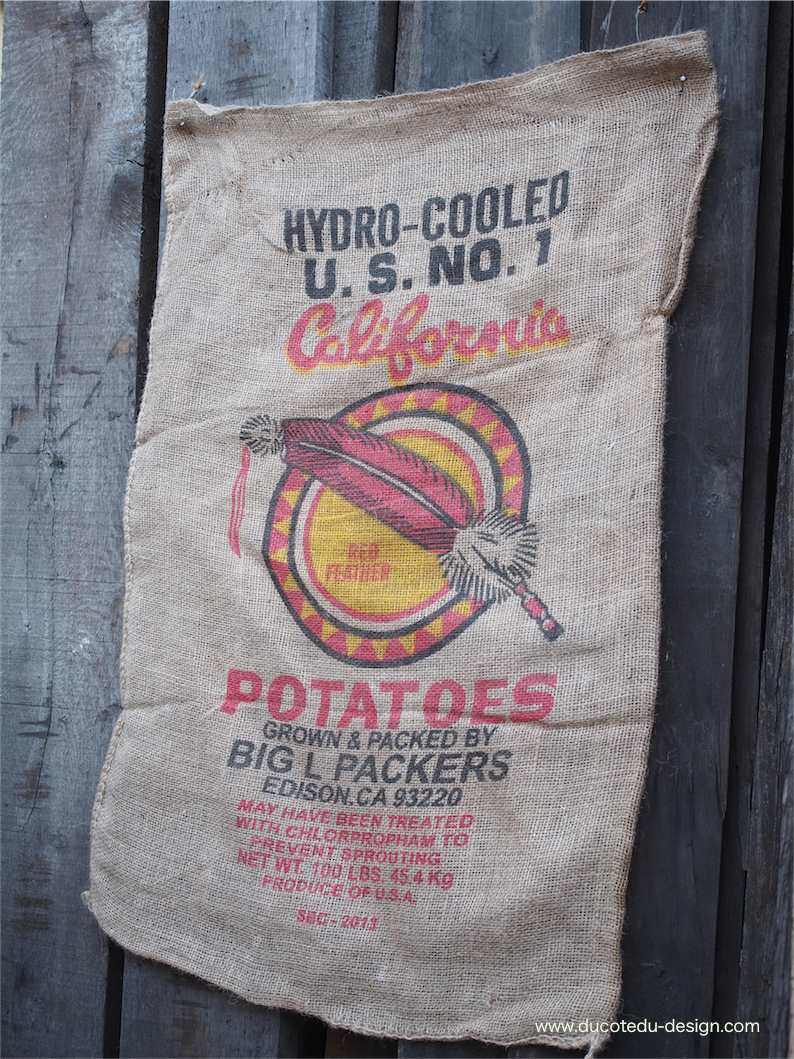 HYDRO-COOLED
U. S. NO. 1
California
RED
FEATHER
POTATOES
GROWN & PACKED BY
BIG L PACKERS
EDISON, CA 93220
MAY HAVE BEEN TREATED
WITH CHLORPROPHAM TO
PREVENT SPROUTING
NET WT. 100 LBS. 45.4 Kg
PRODUCE OF U.S.A.
SBC - 2013
www.ducotedu-design.com